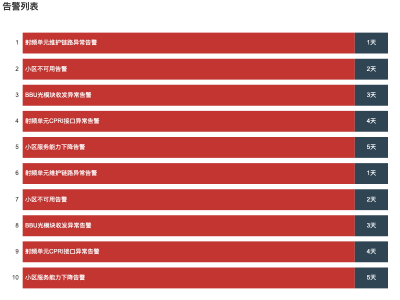 告警列表
1 射频单元维护链路异常告警 1天
2 小区不可用告警 2天
3 BBU光模块收发异常告警 3天
4 射频单元CPRI接口异常告警 4天
5 小区服务能力下降告警 5天
6 射频单元维护链路异常告警 1天
7 小区不可用告警 2天
8 BBU光模块收发异常告警 3天
9 射频单元CPRI接口异常告警 4天
10 小区服务能力下降告警 5天